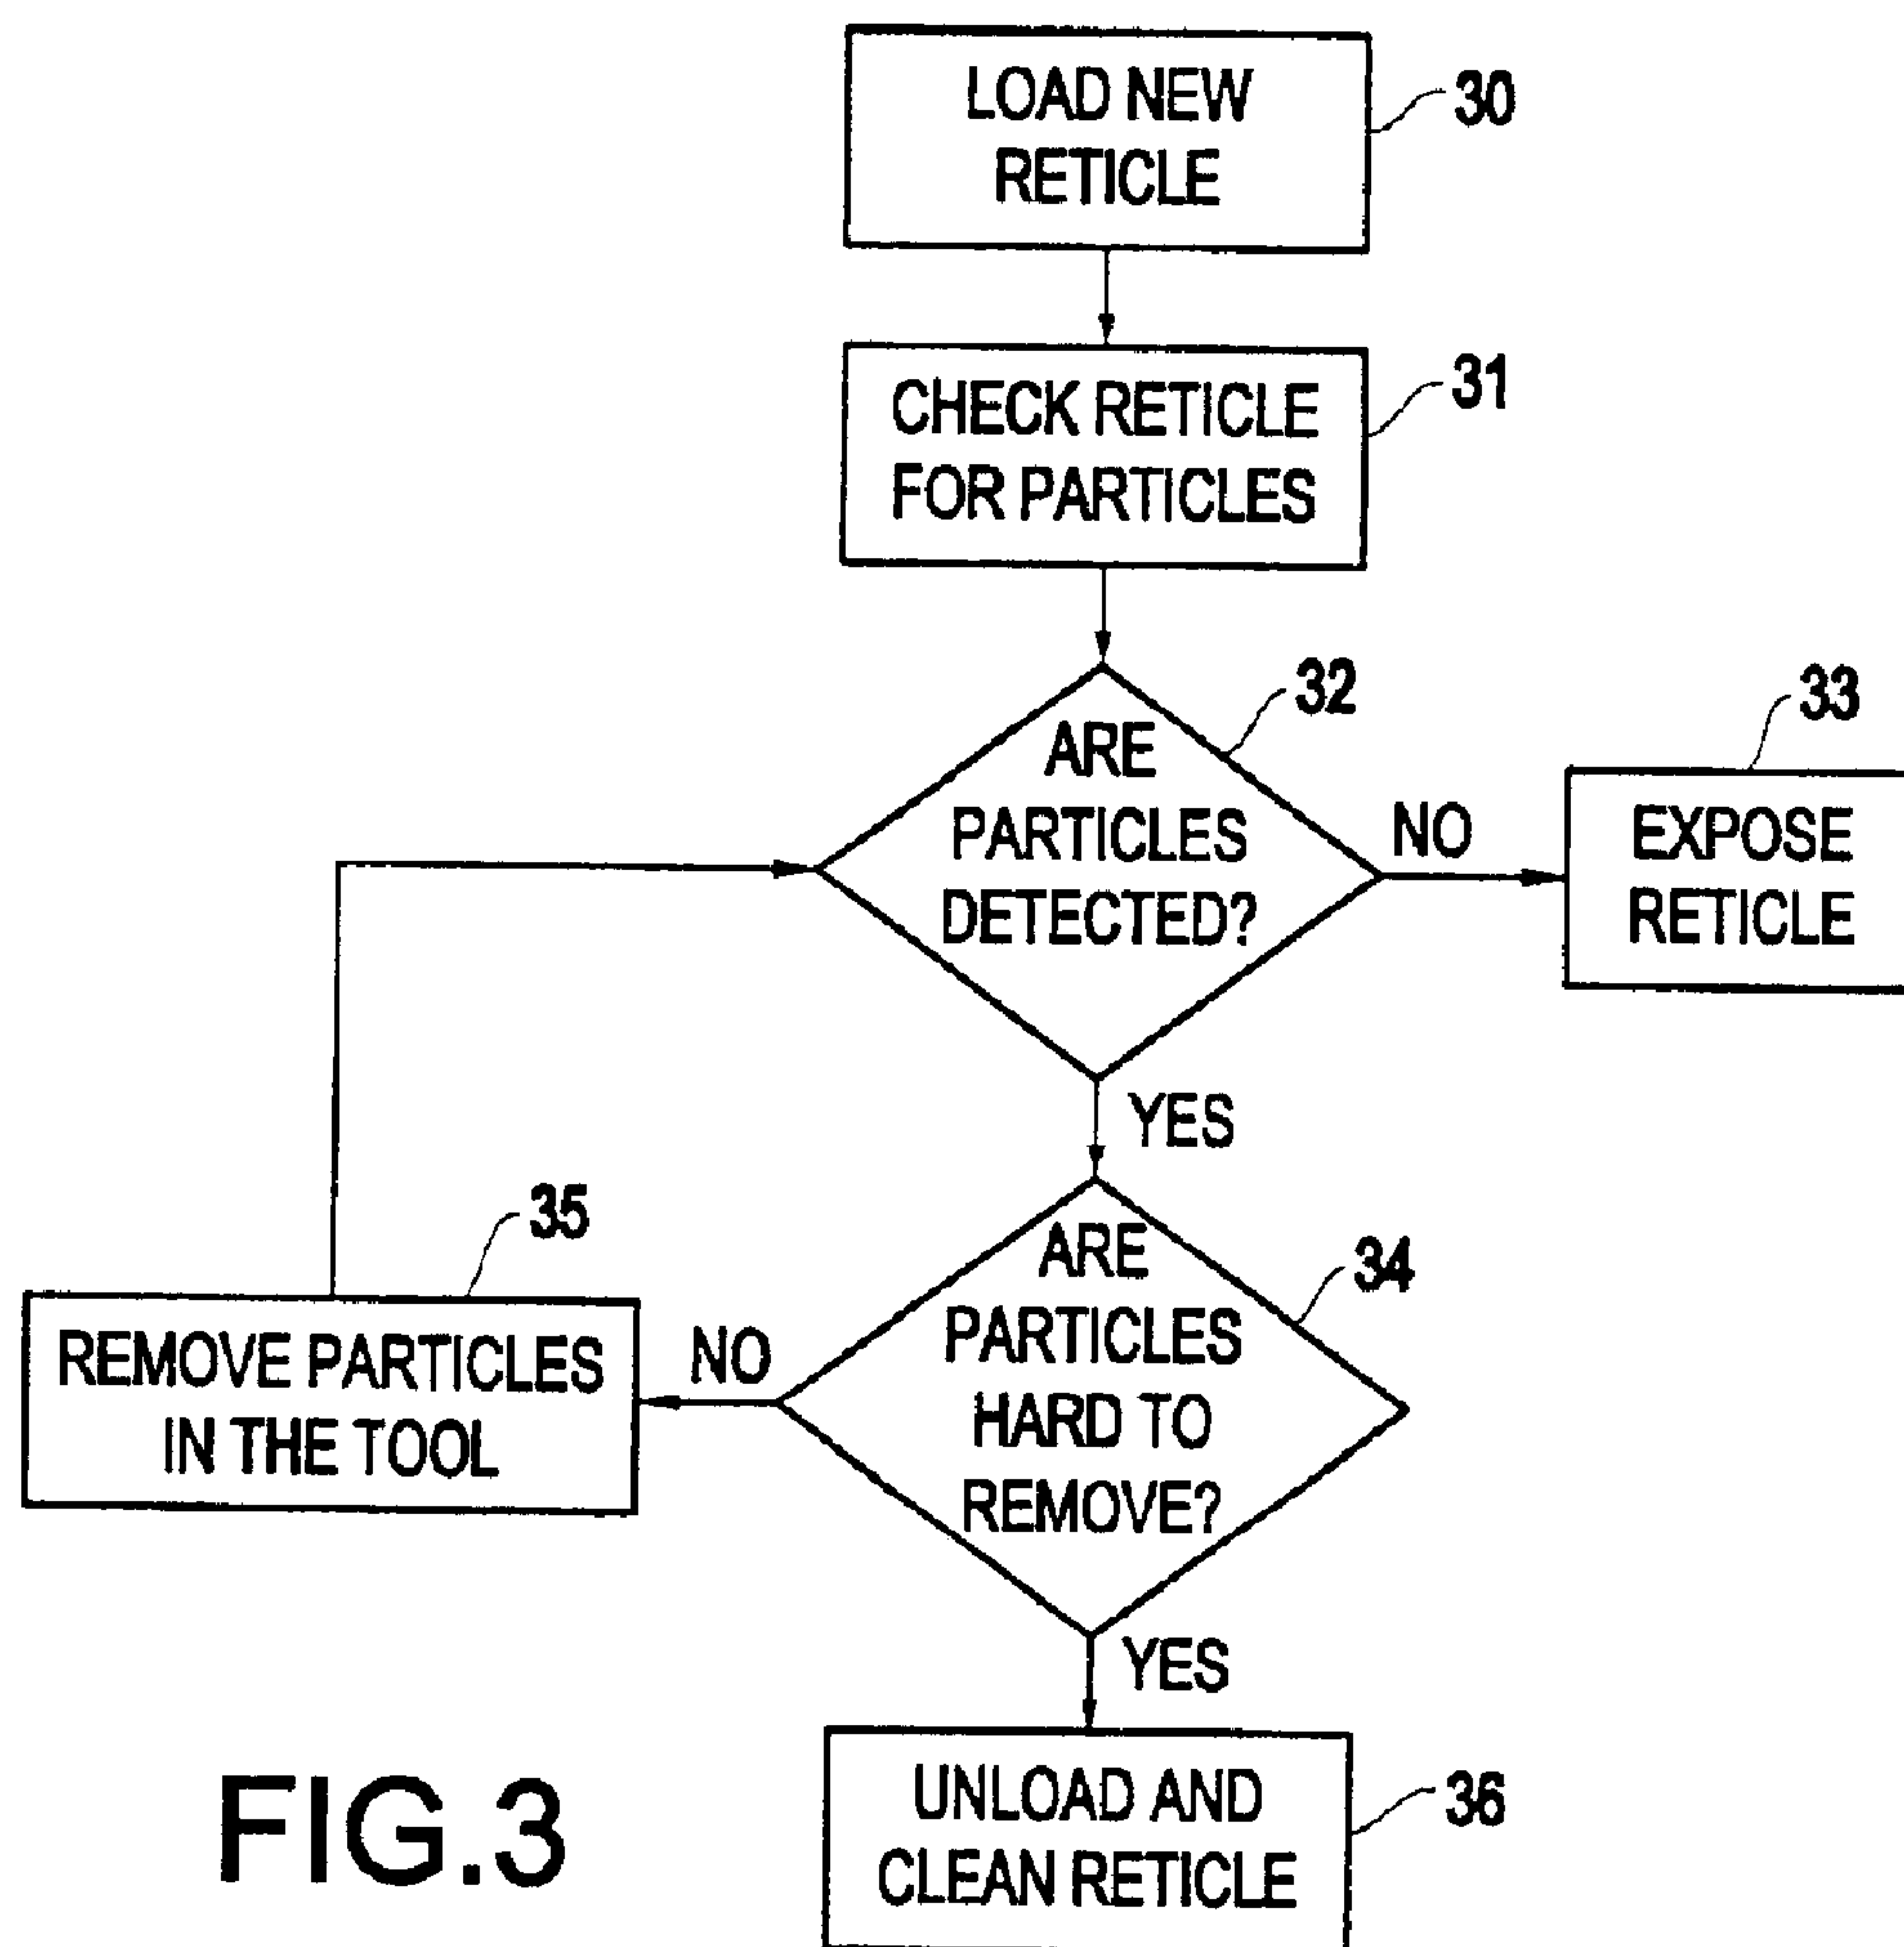 LOAD NEW
RETICLE
30
CHECK RETICLE
FOR PARTICLES
31
ARE
PARTICLES
DETECTED?
32
NO
EXPOSE
RETICLE
33
YES
ARE
PARTICLES
HARD TO
REMOVE?
34
NO
REMOVE PARTICLES
IN THE TOOL
35
YES
UNLOAD AND
CLEAN RETICLE
36
FIG.3